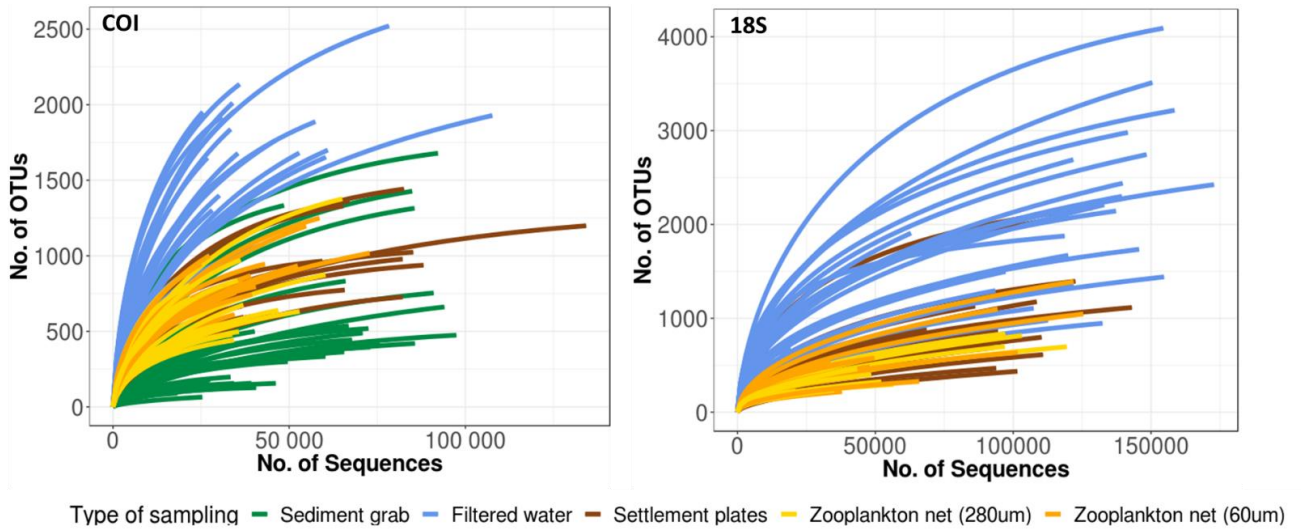 COI
No. of OTUs
2500
2000
1500
1000
500
0
0 50 000 100 000
No. of Sequences
18S
No. of OTUs
4000
3000
2000
1000
0
0 50000 100000 150000
No. of Sequences
Type of sampling Sediment grab Filtered water Settlement plates Zooplankton net (280um) Zooplankton net (60um)